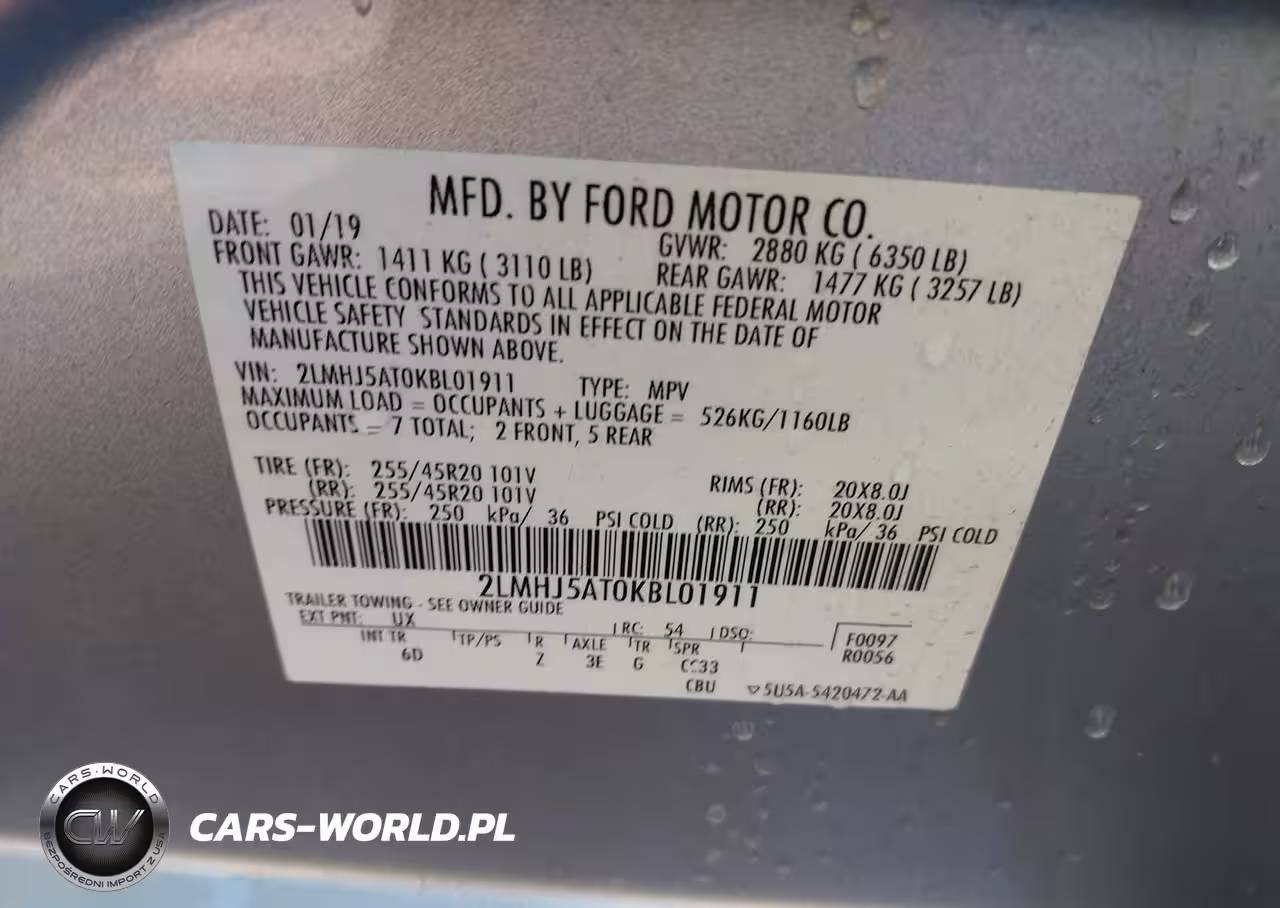 MFD. BY FORD MOTOR CO.
DATE: 01/19 GVWR: 2880 KG ( 6350 LB)
FRONT GAWR: 1411 KG ( 3110 LB) REAR GAWR: 1477 KG ( 3257 LB)
THIS VEHICLE CONFORMS TO ALL APPLICABLE FEDERAL MOTOR
VEHICLE SAFETY STANDARDS IN EFFECT ON THE DATE OF
MANUFACTURE SHOWN ABOVE.
VIN: 2LMHJ5AT0KBL01911 TYPE: MPV
MAXIMUM LOAD = OCCUPANTS + LUGGAGE = 526KG/1160LB
OCCUPANTS = 7 TOTAL; 2 FRONT, 5 REAR
TIRE (FR): 255/45R20 101V RIMS (FR): 20X8.0J
(RR): 255/45R20 101V (RR): 20X8.0J
PRESSURE (FR): 250 kPa/ 36 PSI COLD (RR): 250 kPa/ 36 PSI COLD
2LMHJ5AT0KBL01911
TRAILER TOWING - SEE OWNER GUIDE
EXT PNT: UX RC: 54 DSO: F0097
INT TR TP/PS R AXLE TR SPR R0056
6D Z 3E G
CBU 5U5A-5420472-AA
CARS-WORLD
CW
BEZPOŚREDNI IMPORT Z USA
CARS-WORLD.PL